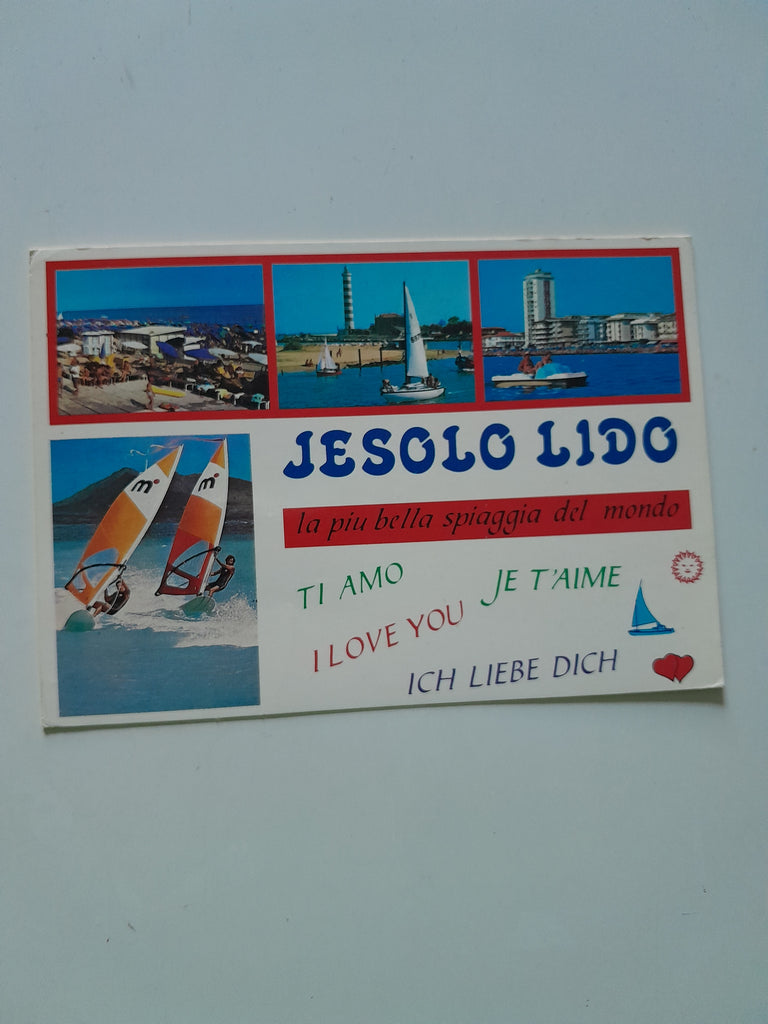 JESOLO LIDO
la piu bella spiaggia del mondo
TI AMO
JE T'AIME
I LOVE YOU
ICH LIEBE DICH
m
m